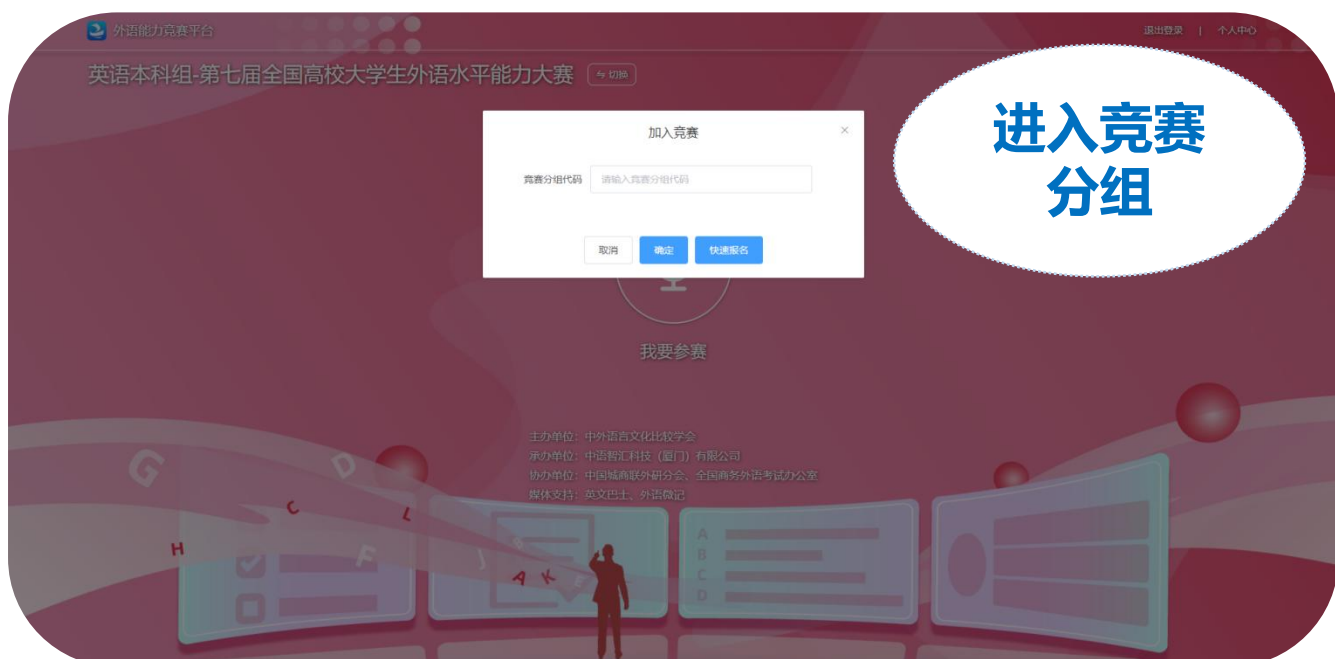 外语能力竞赛平台
退出登录 | 个人中心
英语本科组-第七届全国高校大学生外语水平能力大赛 切换
进入竞赛
分组
加入竞赛 ×
竞赛分组代码 请输入竞赛分组代码
取消 确定 快速报名
我要参赛
主办单位：中外语言文化比较学会
承办单位：中语智汇科技（厦门）有限公司
协办单位：中国城商联外研分会、全国商务外语考试办公室
媒体支持：英文巴士、外语微记
G
D
C
L
H
F
J
S
A
K
E
A
B
C
D